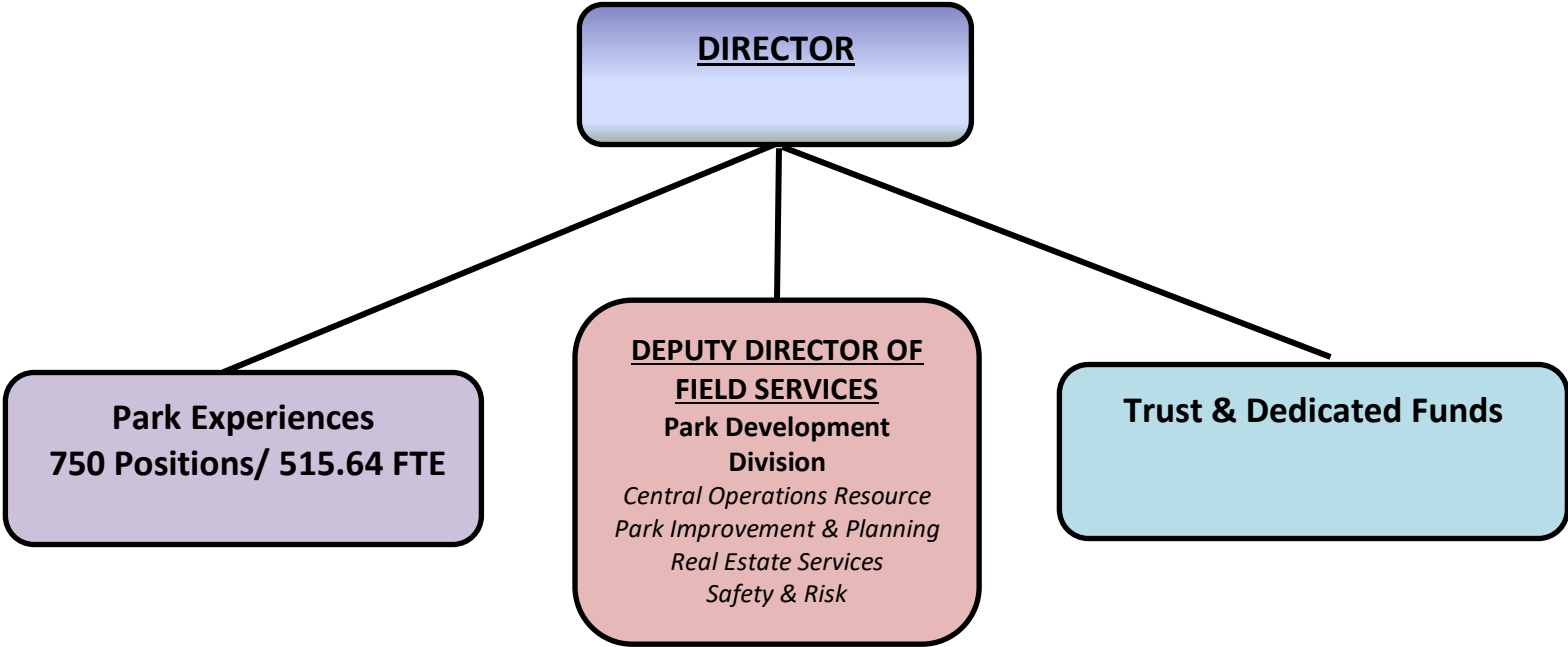 DIRECTOR
Park Experiences
750 Positions/ 515.64 FTE
DEPUTY DIRECTOR OF
FIELD SERVICES
Park Development
Division
Central Operations Resource
Park Improvement & Planning
Real Estate Services
Safety & Risk
Trust & Dedicated Funds